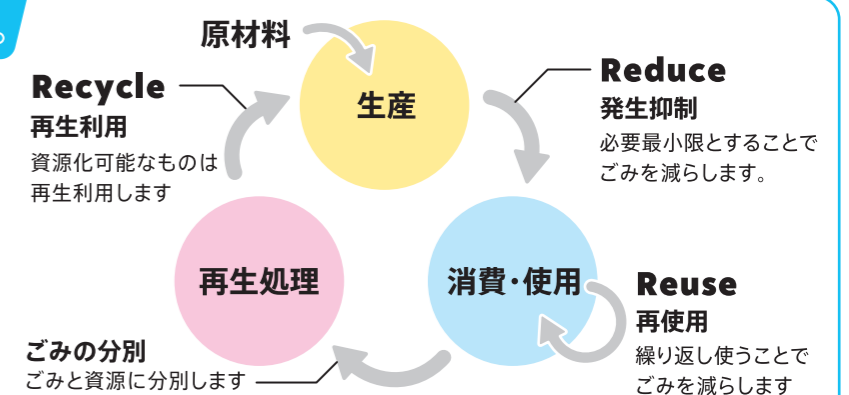 原材料
生産
Recycle
再生利用
資源化可能なものは
再生利用します
Reduce
発生抑制
必要最小限とすることで
ごみを減らします。
再生処理
消費・使用
Reuse
再使用
繰り返し使うことで
ごみを減らします
ごみの分別
ごみと資源に分別します